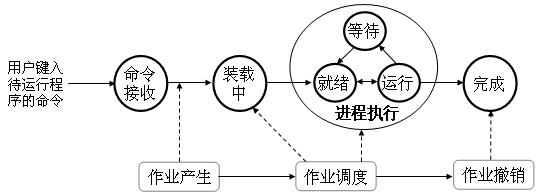 等待
用户键入
待运行程
序的命令
命令
接收
装载
中
就绪
运行
完成
进程执行
作业产生
作业调度
作业撤销